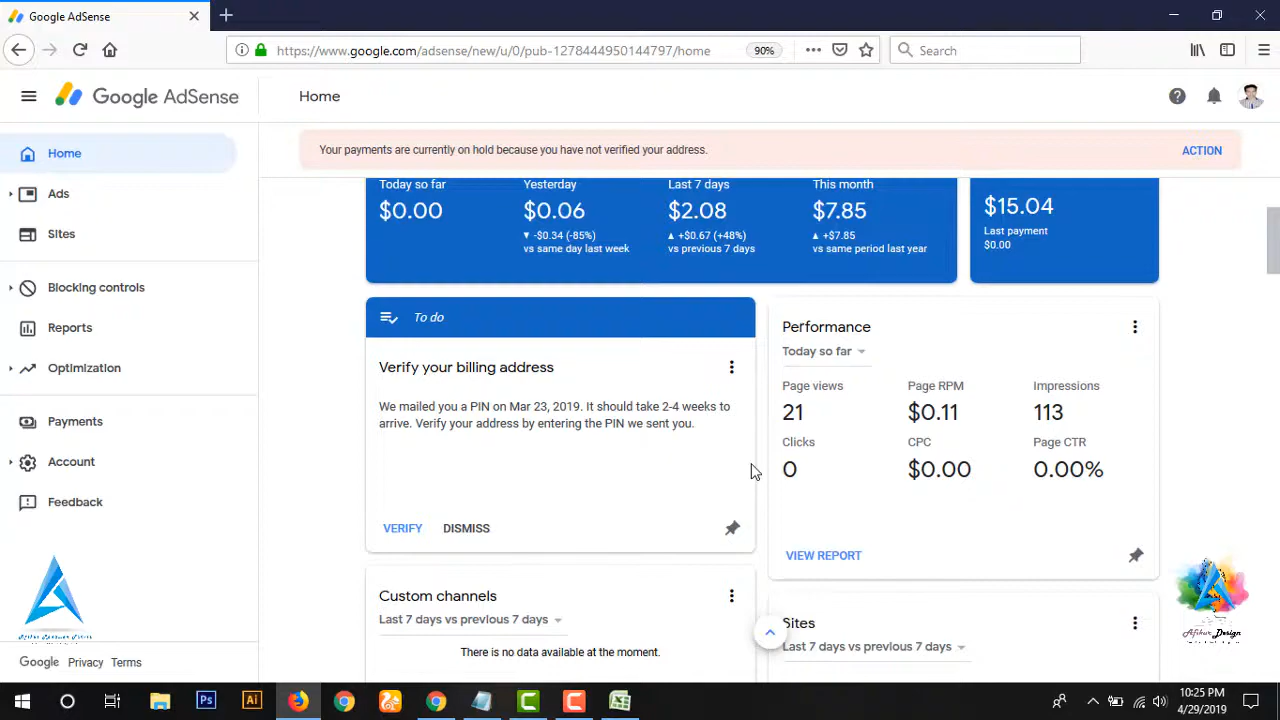 Google AdSense
https://www.google.com/adsense/new/u/0/pub-1278444950144797/home
90%
Search
Google AdSense
Home
Your payments are currently on hold because you have not verified your address.
ACTION
Home
Ads
Sites
Blocking controls
Reports
Optimization
Payments
Account
Feedback
Google Privacy Terms
Today so far
$0.00
Yesterday
$0.06
-$0.34 (-85%)
vs same day last week
Last 7 days
$2.08
+$0.67 (+48%)
vs previous 7 days
This month
$7.85
+$7.85
vs same period last year
$15.04
Last payment
$0.00
To do
Verify your billing address
We mailed you a PIN on Mar 23, 2019. It should take 2-4 weeks to
arrive. Verify your address by entering the PIN we sent you.
VERIFY DISMISS
Performance
Today so far
Page views
21
Page RPM
$0.11
Impressions
113
Clicks
0
CPC
$0.00
Page CTR
0.00%
VIEW REPORT
Custom channels
Last 7 days vs previous 7 days
There is no data available at the moment.
Sites
Last 7 days vs previous 7 days
Afikur Design
Ps
Ai
10:25 PM
4/29/2019